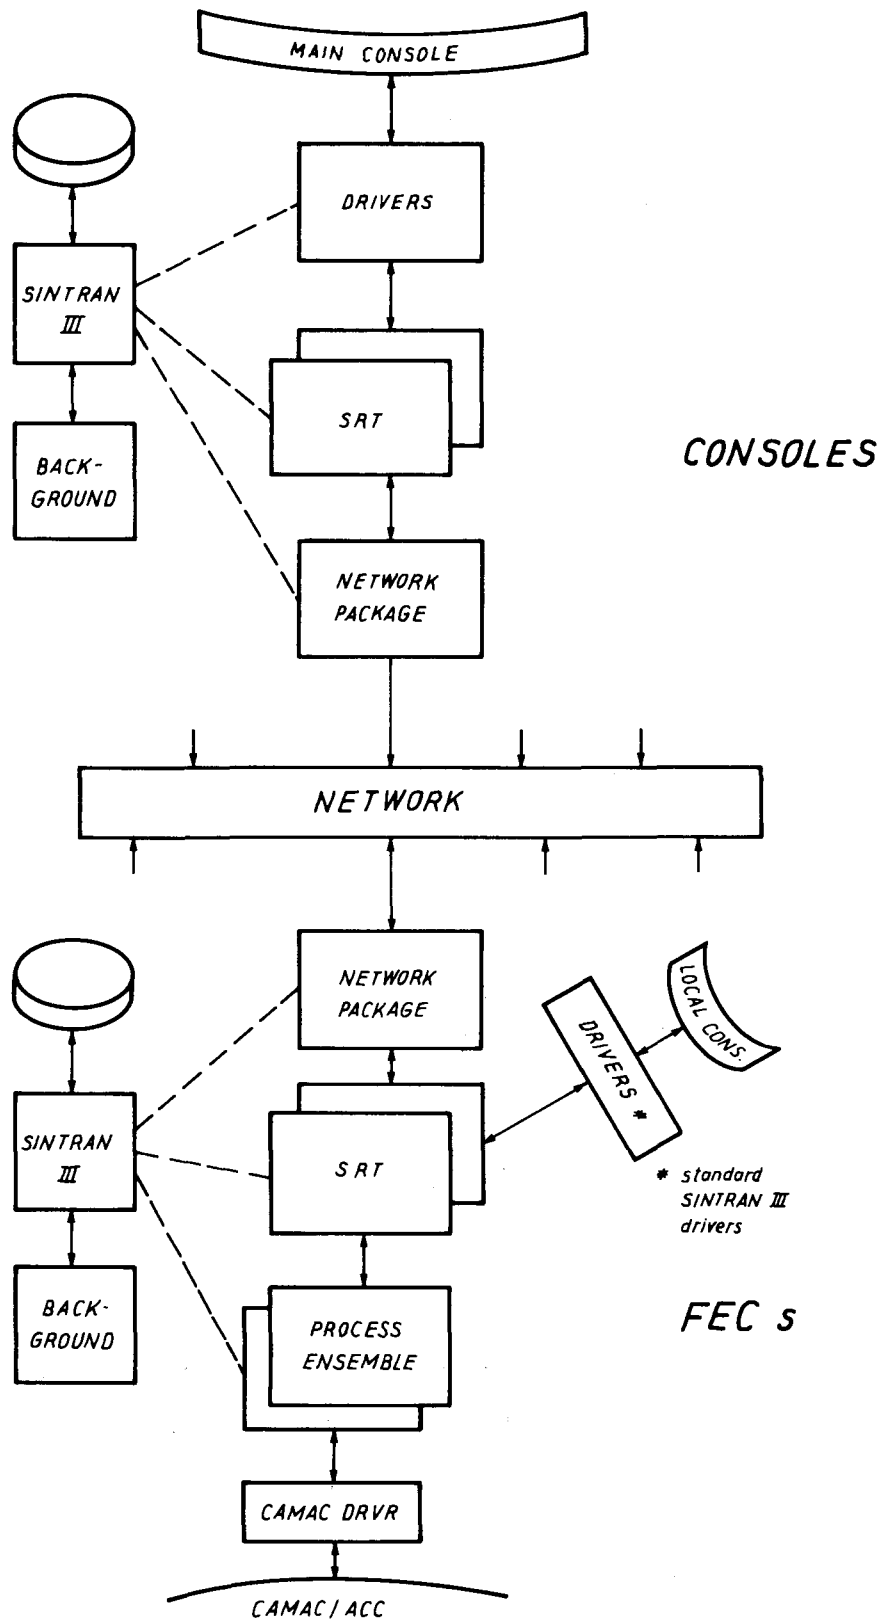 MAIN CONSOLE
DRIVERS
SINTRAN
III
SRT
BACK-
GROUND
CONSOLES
NETWORK
PACKAGE
NETWORK
NETWORK
PACKAGE
LOCAL CONS.
DRIVERS *
SINTRAN
III
SRT
* standard
SINTRAN III
drivers
BACK-
GROUND
PROCESS
ENSEMBLE
FEC s
CAMAC DRVR
CAMAC / ACC